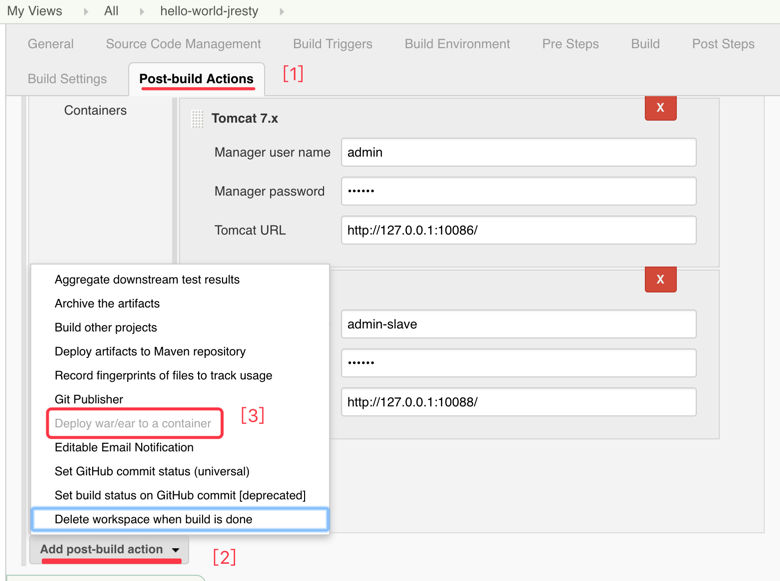 My Views All hello-world-jresty
General Source Code Management Build Triggers Build Environment Pre Steps Build Post Steps
Build Settings Post-build Actions [1]
Containers
Tomcat 7.x X
Manager user name admin
Manager password ••••••
Tomcat URL http://127.0.0.1:10086/
X
admin-slave
••••••
http://127.0.0.1:10088/
Aggregate downstream test results
Archive the artifacts
Build other projects
Deploy artifacts to Maven repository
Record fingerprints of files to track usage
Git Publisher
Deploy war/ear to a container [3]
Editable Email Notification
Set GitHub commit status (universal)
Set build status on GitHub commit [deprecated]
Delete workspace when build is done
Add post-build action [2]